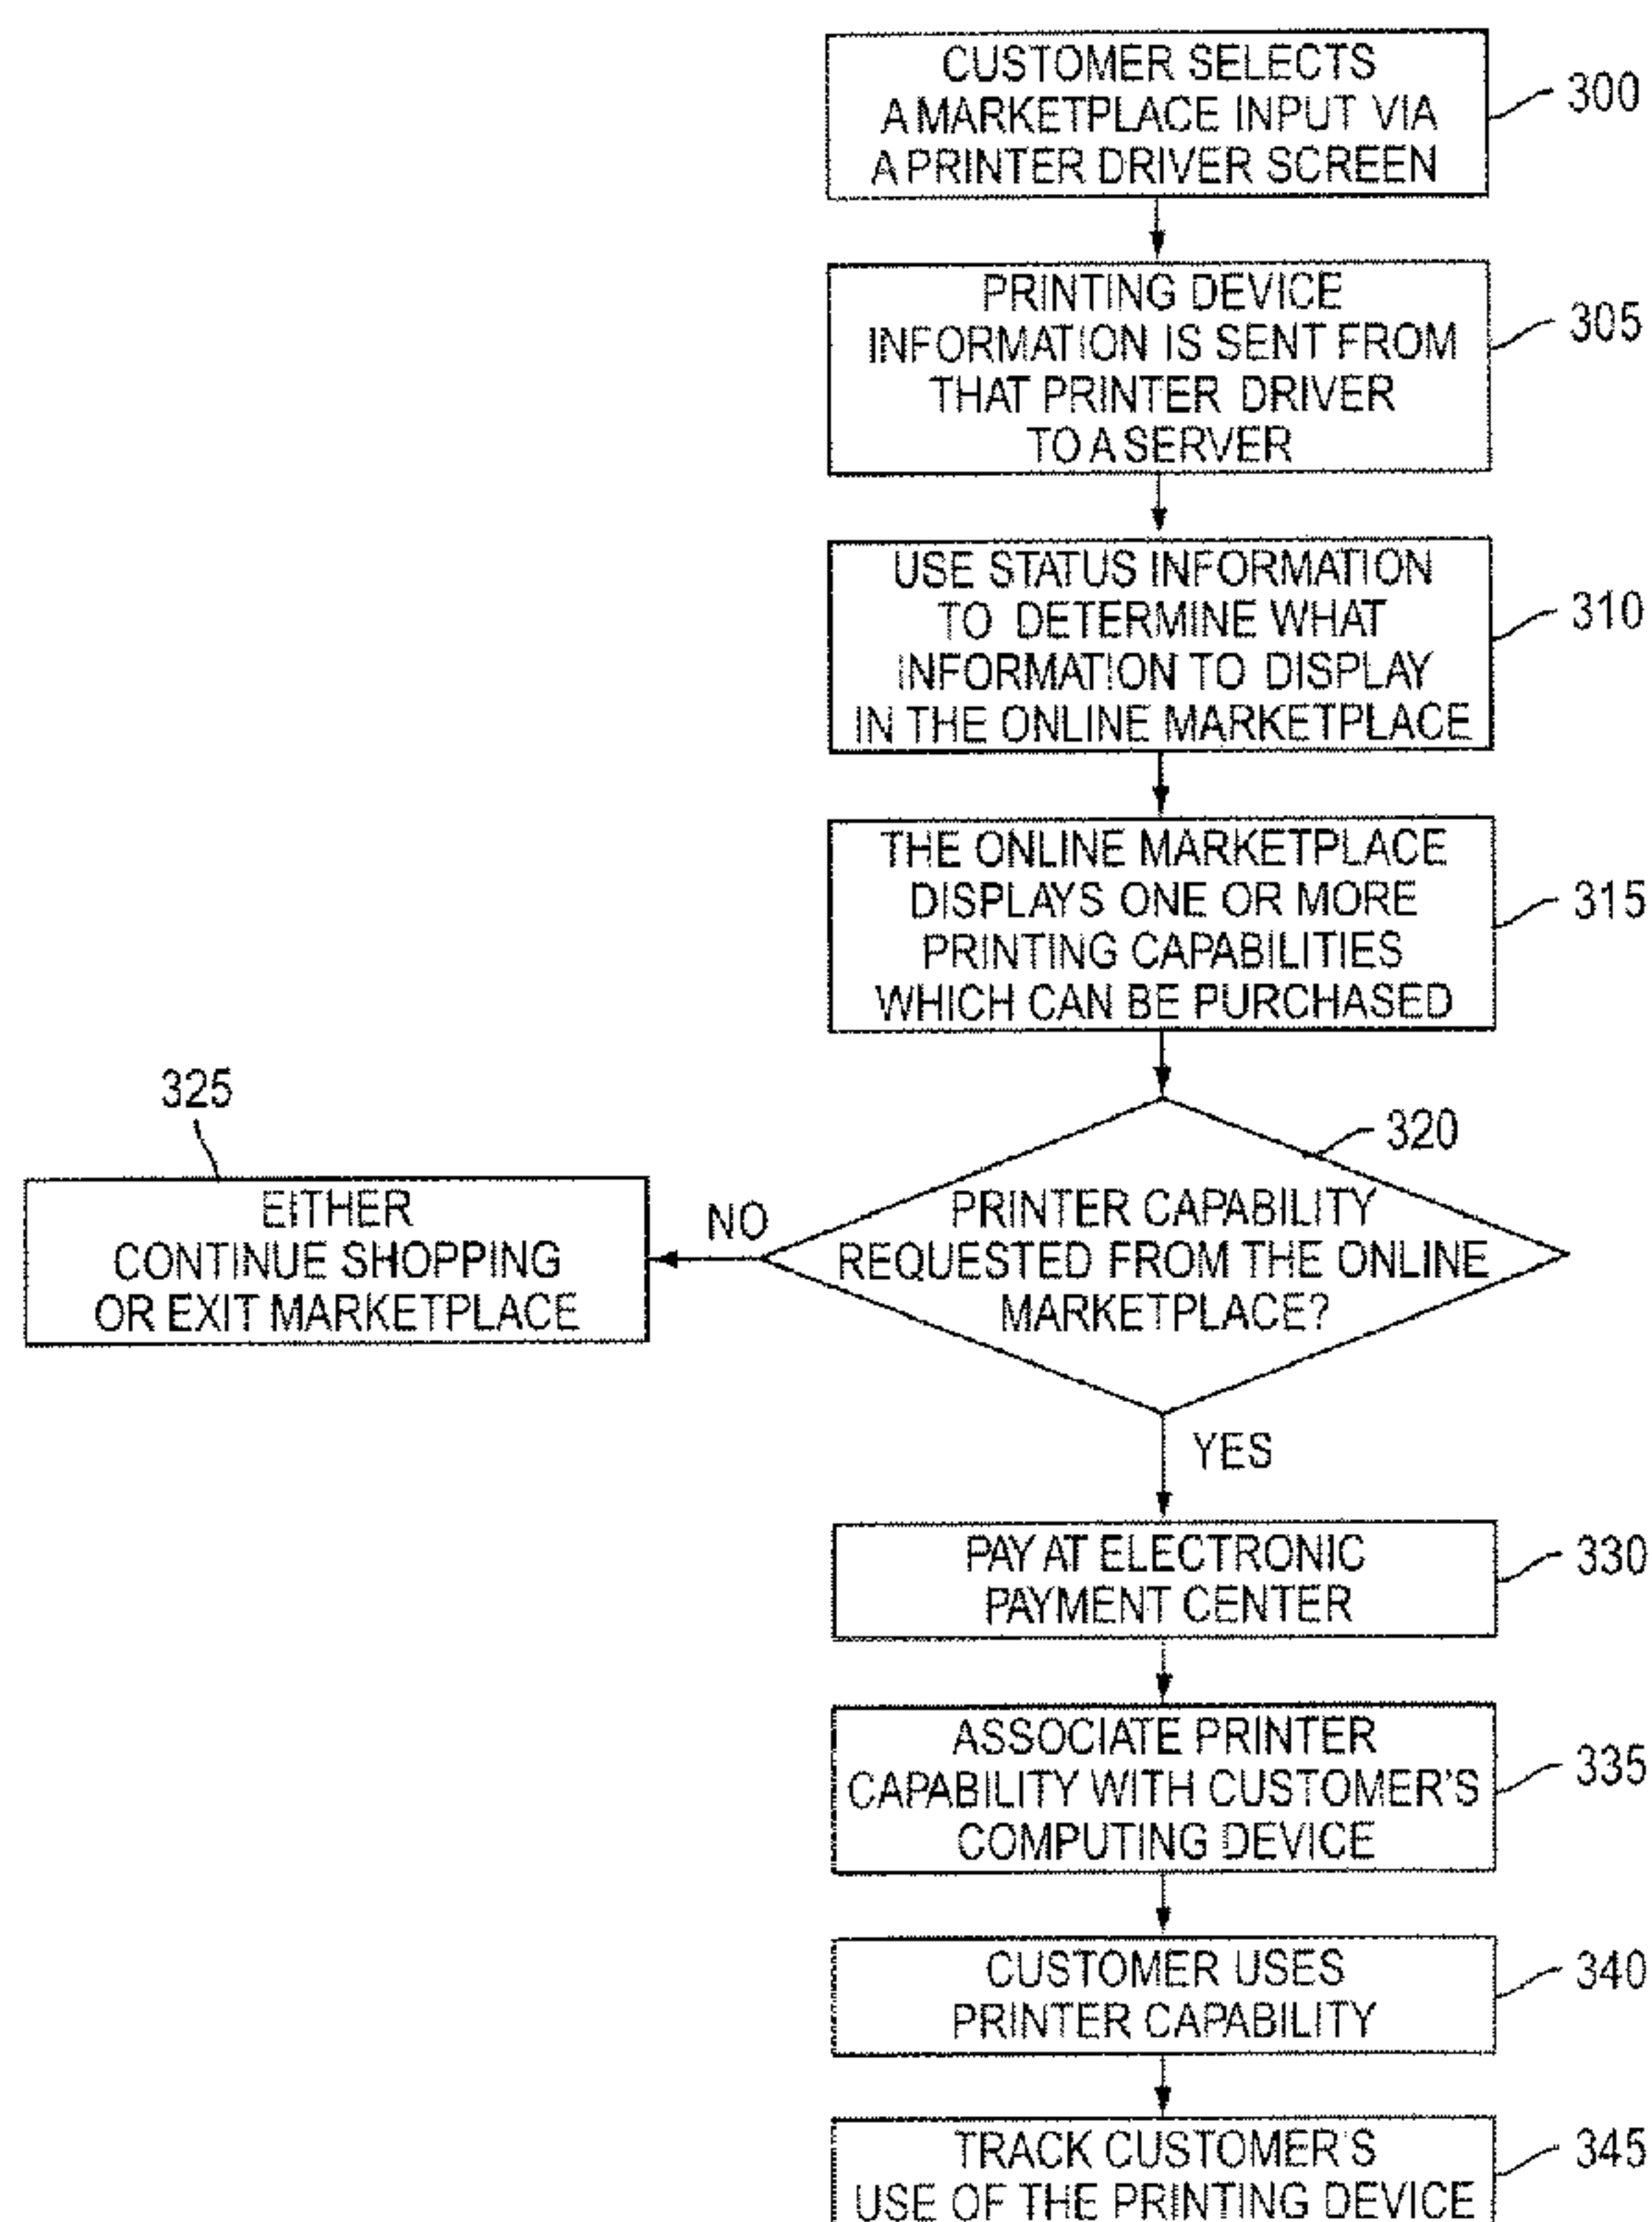 CUSTOMER SELECTS
A MARKETPLACE INPUT VIA
A PRINTER DRIVER SCREEN
300
PRINTING DEVICE
INFORMATION IS SENT FROM
THAT PRINTER DRIVER
TO A SERVER
305
USE STATUS INFORMATION
TO DETERMINE WHAT
INFORMATION TO DISPLAY
IN THE ONLINE MARKETPLACE
310
THE ONLINE MARKETPLACE
DISPLAYS ONE OR MORE
PRINTING CAPABILITIES
WHICH CAN BE PURCHASED
315
320
PRINTER CAPABILITY
REQUESTED FROM THE ONLINE
MARKETPLACE?
NO
325
EITHER
CONTINUE SHOPPING
OR EXIT MARKETPLACE
YES
PAY AT ELECTRONIC
PAYMENT CENTER
330
ASSOCIATE PRINTER
CAPABILITY WITH CUSTOMER'S
COMPUTING DEVICE
335
CUSTOMER USES
PRINTER CAPABILITY
340
TRACK CUSTOMER'S
USE OF THE PRINTING DEVICE
345